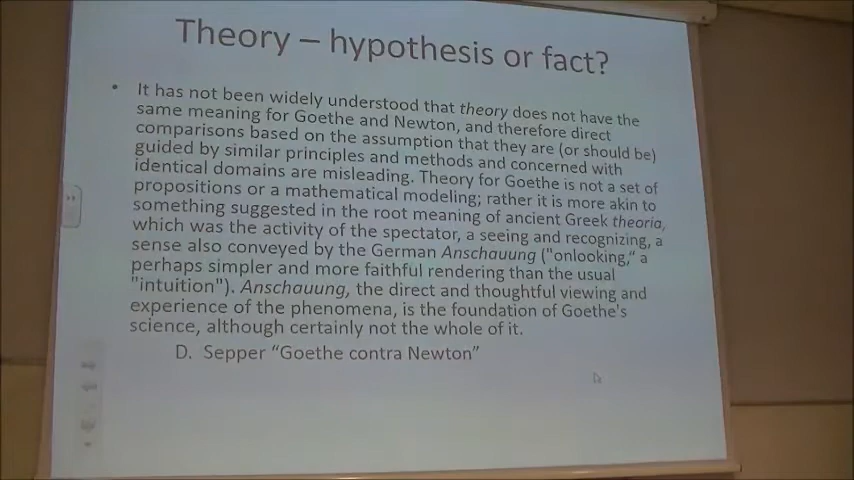 Theory – hypothesis or fact?
• It has not been widely understood that theory does not have the
same meaning for Goethe and Newton, and therefore direct
comparisons based on the assumption that they are (or should be)
guided by similar principles and methods and concerned with
identical domains are misleading. Theory for Goethe is not a set of
propositions or a mathematical modeling; rather it is more akin to
something suggested in the root meaning of ancient Greek theoria,
which was the activity of the spectator, a seeing and recognizing, a
sense also conveyed by the German Anschauung ("onlooking," a
perhaps simpler and more faithful rendering than the usual
"intuition"). Anschauung, the direct and thoughtful viewing and
experience of the phenomena, is the foundation of Goethe's
science, although certainly not the whole of it.
D. Sepper “Goethe contra Newton”